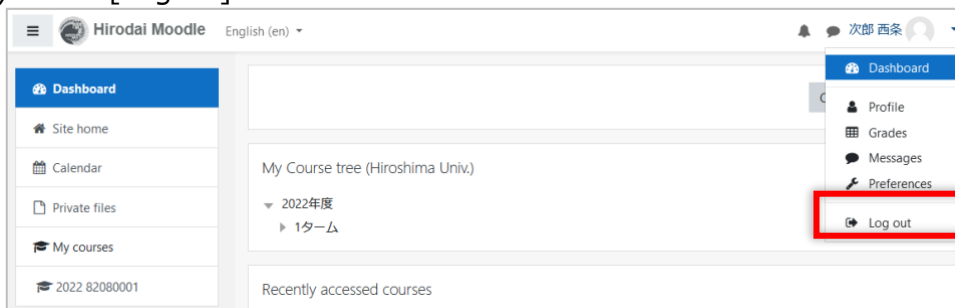 Hirodai Moodle English (en)
次郎 西条
Dashboard
Site home
Calendar
Private files
My courses
2022 82080001
My Course tree (Hiroshima Univ.)
2022年度
1ターム
Recently accessed courses
Dashboard
Profile
Grades
Messages
Preferences
Log out